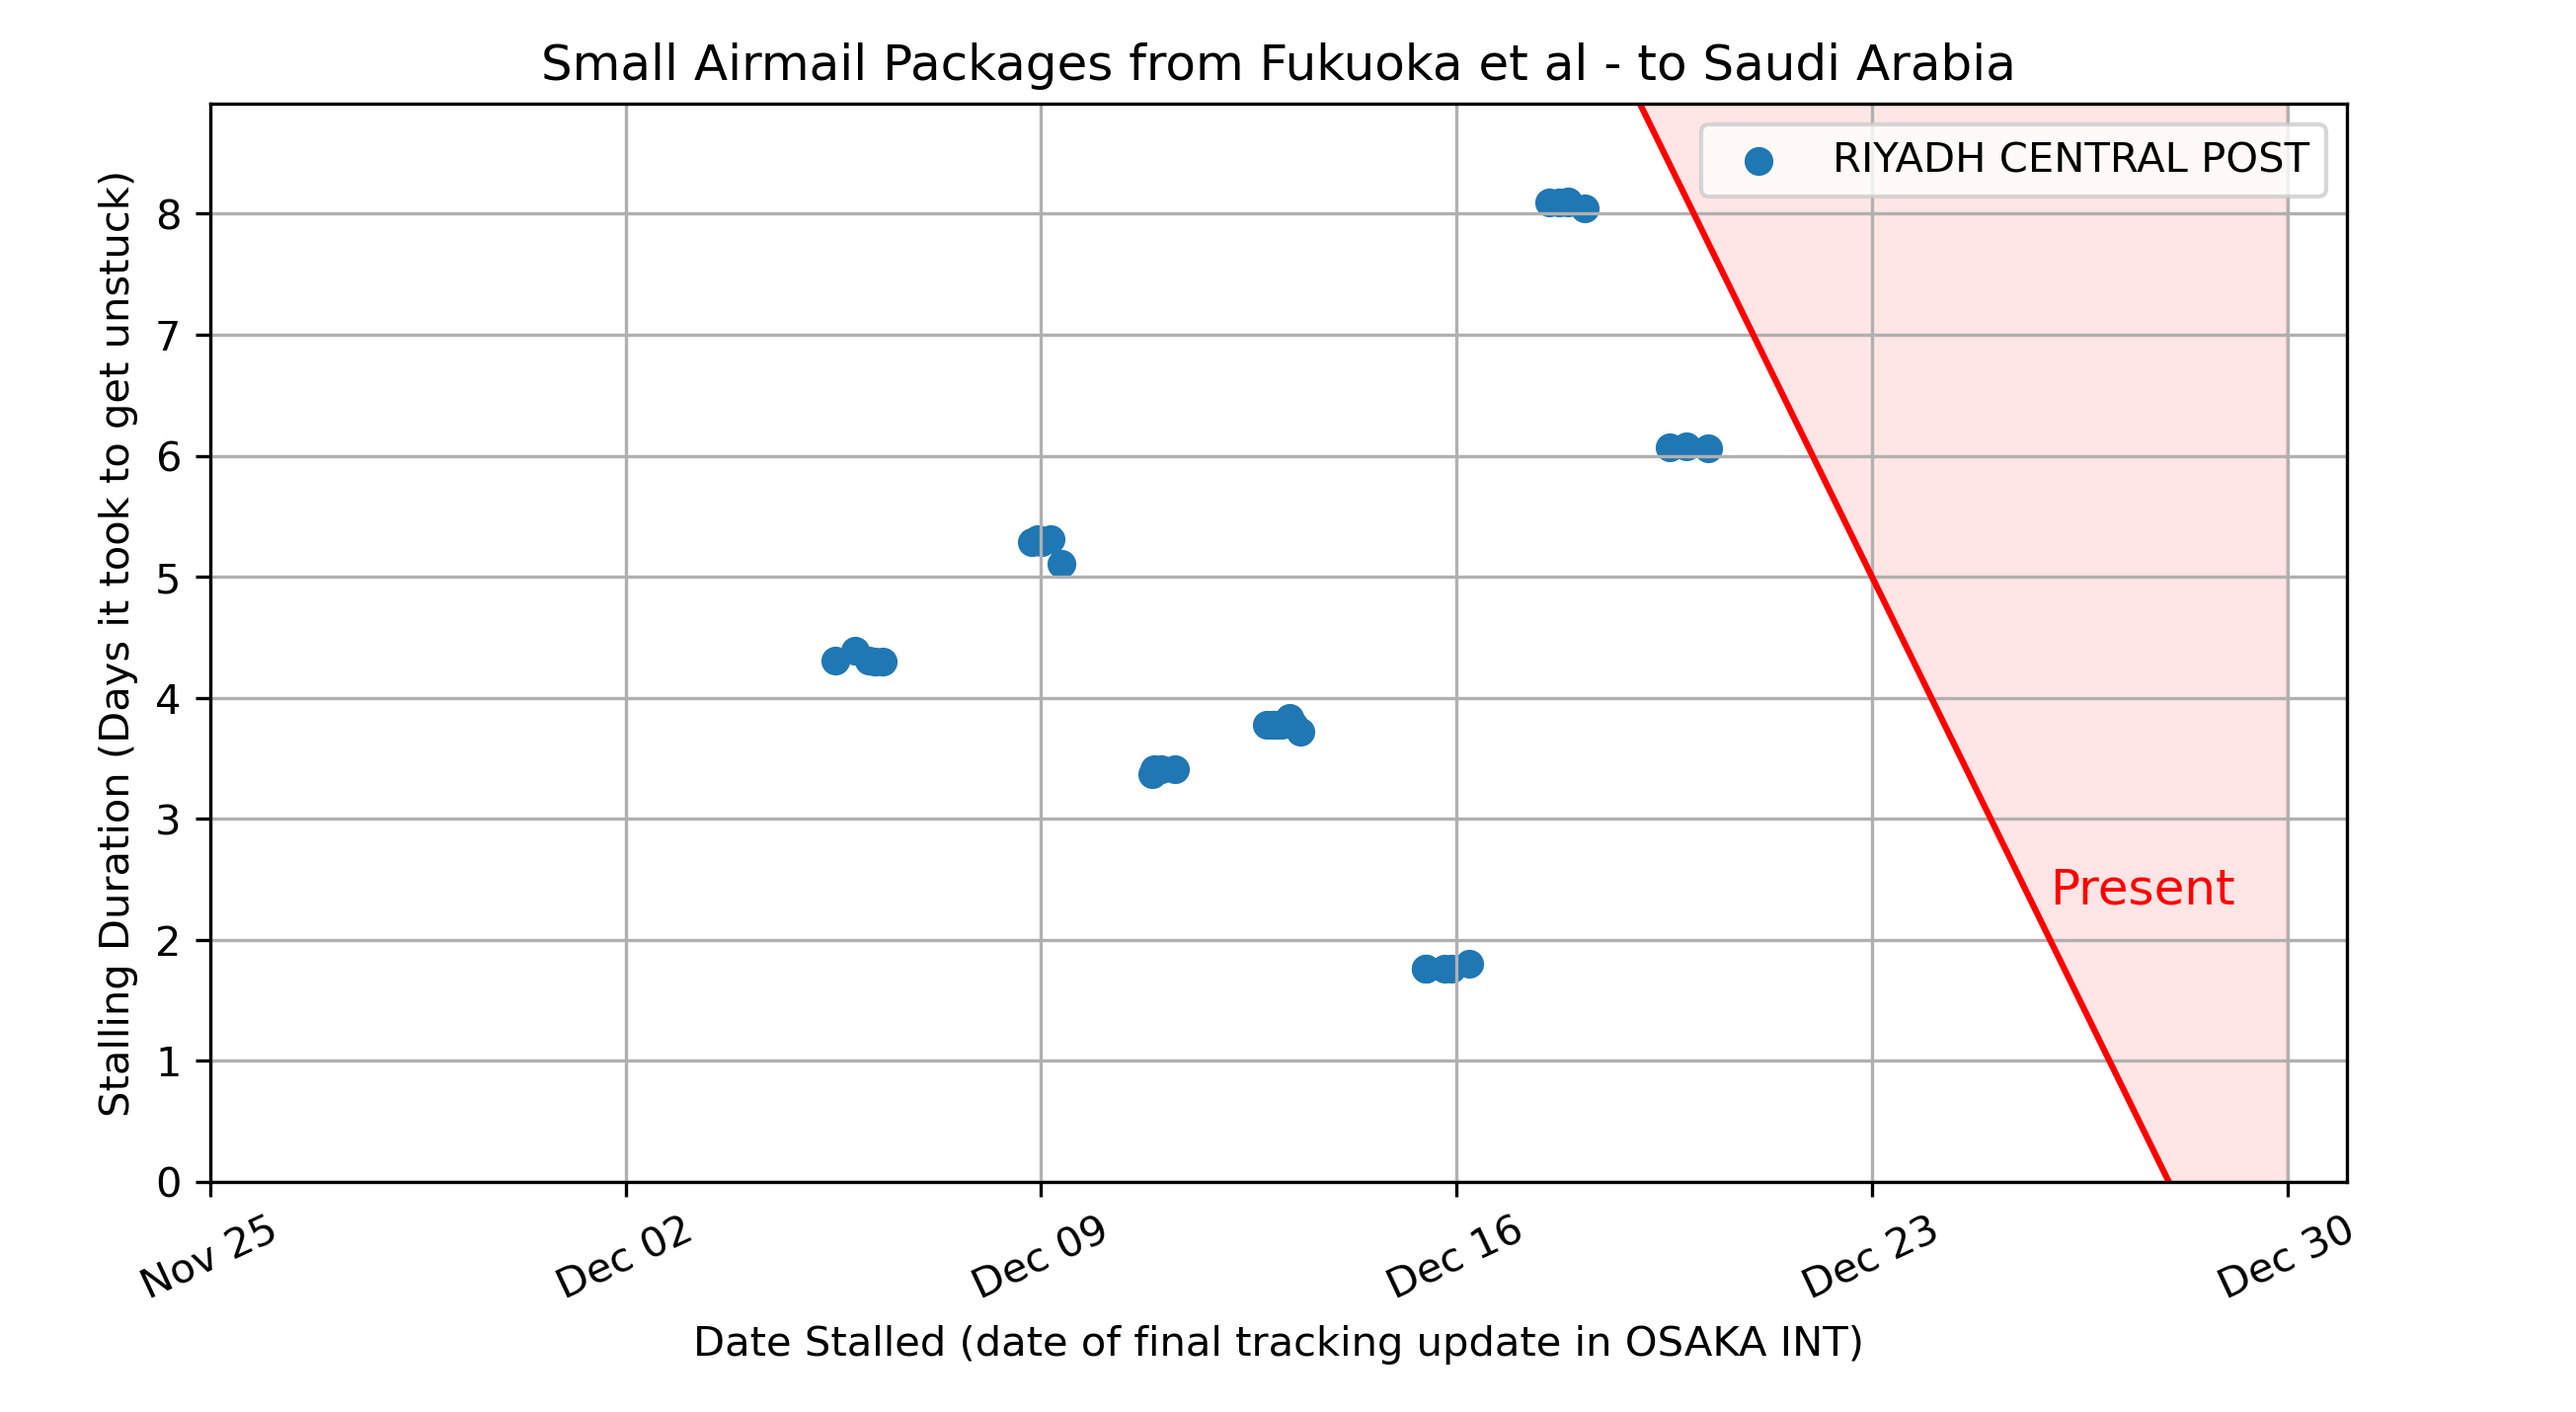 Small Airmail Packages from Fukuoka et al - to Saudi Arabia
RIYADH CENTRAL POST
Stalling Duration (Days it took to get unstuck)
8
7
6
5
4
3
2
1
0
Present
Nov 25
Dec 02
Dec 09
Dec 16
Dec 23
Dec 30
Date Stalled (date of final tracking update in OSAKA INT)